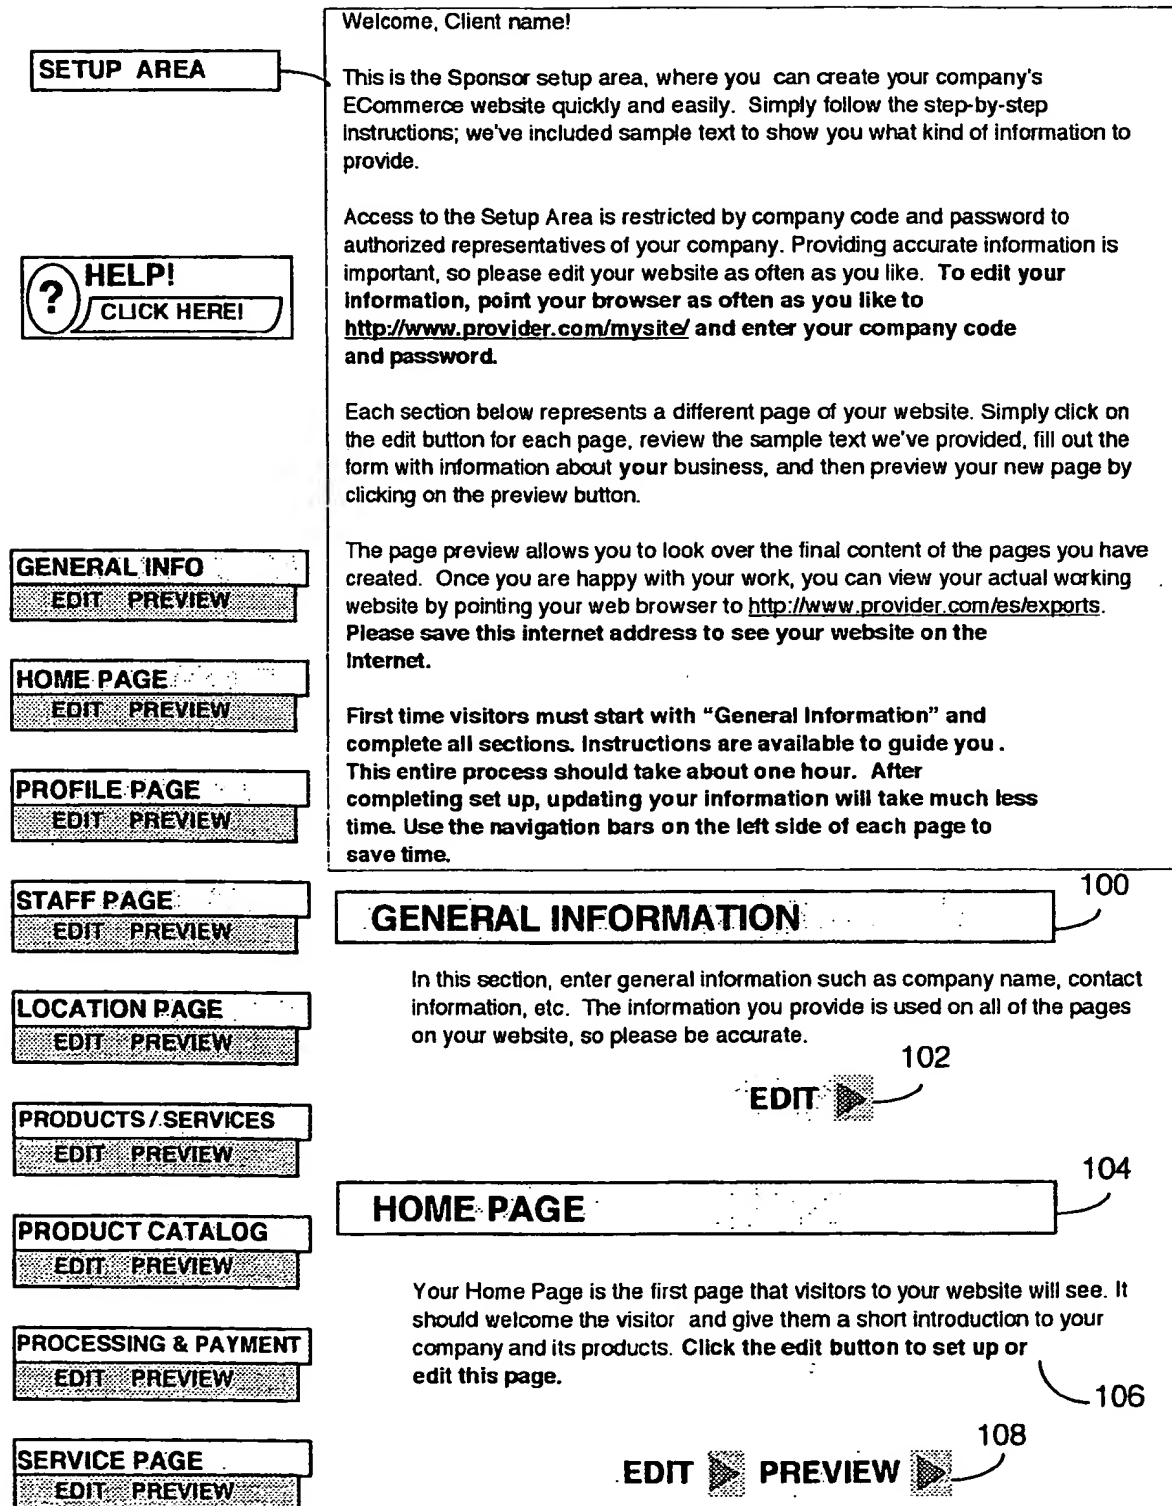 Welcome, Client name!
SETUP AREA
This is the Sponsor setup area, where you can create your company's
ECommerce website quickly and easily. Simply follow the step-by-step
instructions; we've included sample text to show you what kind of information to
provide.
Access to the Setup Area is restricted by company code and password to
authorized representatives of your company. Providing accurate information is
important, so please edit your website as often as you like. To edit your
information, point your browser as often as you like to
http://www.provider.com/mysite/ and enter your company code
and password.
? HELP!
CLICK HERE!
Each section below represents a different page of your website. Simply click on
the edit button for each page, review the sample text we've provided, fill out the
form with information about your business, and then preview your new page by
clicking on the preview button.
The page preview allows you to look over the final content of the pages you have
created. Once you are happy with your work, you can view your actual working
website by pointing your web browser to http://www.provider.com/es/exports.
Please save this internet address to see your website on the
Internet.
First time visitors must start with "General Information" and
complete all sections. Instructions are available to guide you .
This entire process should take about one hour. After
completing set up, updating your information will take much less
time. Use the navigation bars on the left side of each page to
save time.
GENERAL INFO
EDIT PREVIEW
HOME PAGE
EDIT PREVIEW
PROFILE PAGE
EDIT PREVIEW
STAFF PAGE
EDIT PREVIEW
LOCATION PAGE
EDIT PREVIEW
PRODUCTS / SERVICES
EDIT PREVIEW
PRODUCT CATALOG
EDIT PREVIEW
PROCESSING & PAYMENT
EDIT PREVIEW
SERVICE PAGE
EDIT PREVIEW
100
GENERAL INFORMATION
In this section, enter general information such as company name, contact
information, etc. The information you provide is used on all of the pages
on your website, so please be accurate.
102
EDIT
104
HOME PAGE
Your Home Page is the first page that visitors to your website will see. It
should welcome the visitor and give them a short introduction to your
company and its products. Click the edit button to set up or
edit this page.
106
108
EDIT PREVIEW